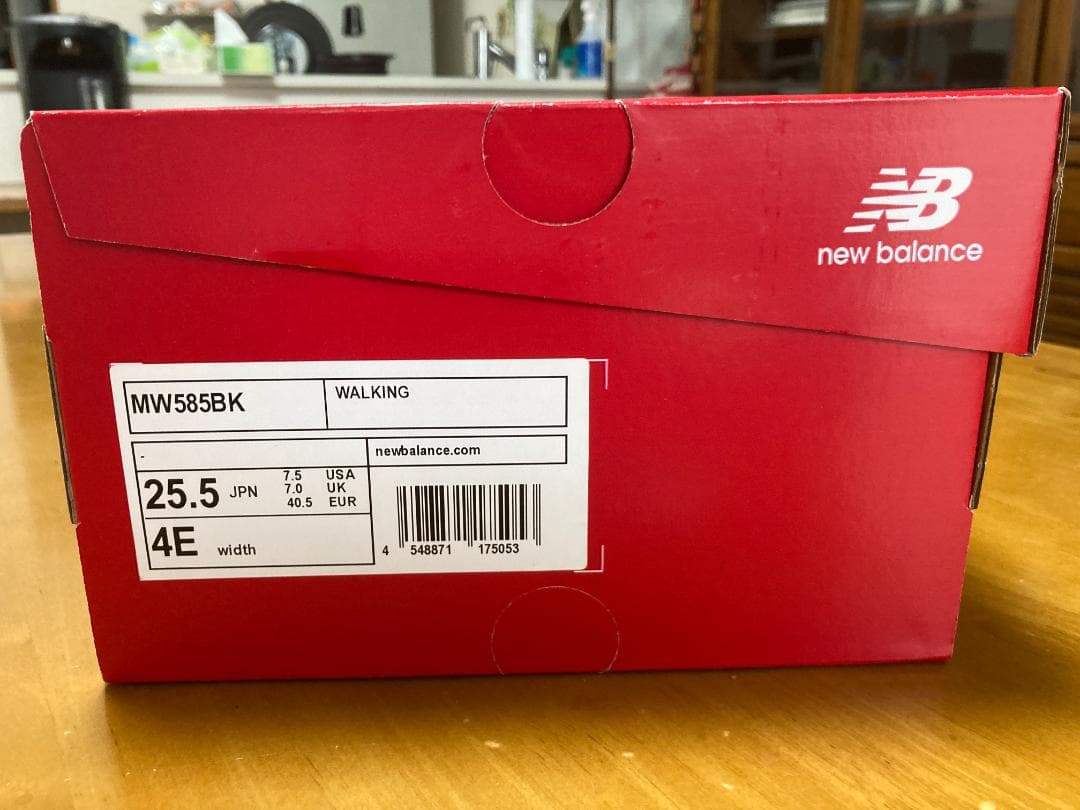 NB
new balance
MW585BK
WALKING
-
newbalance.com
25.5 JPN
7.5 USA
7.0 UK
40.5 EUR
4E width
4 548871 175053